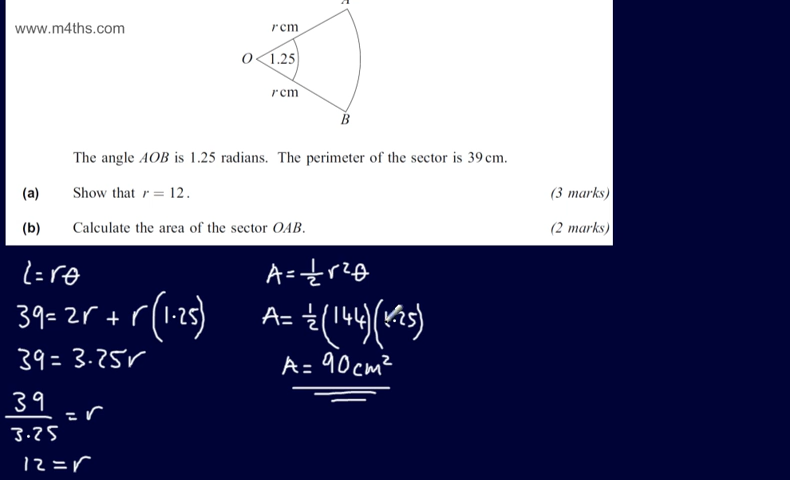 www.m4ths.com
A
r cm
O 1.25
r cm
B
The angle AOB is 1.25 radians. The perimeter of the sector is 39 cm.
(a) Show that r = 12. (3 marks)
(b) Calculate the area of the sector OAB. (2 marks)
l = rθ
39 = 2r + r(1.25)
39 = 3.25r
39/3.25 = r
12 = r
A = 1/2 r²θ
A = 1/2 (144)(1.25)
A = 90cm²